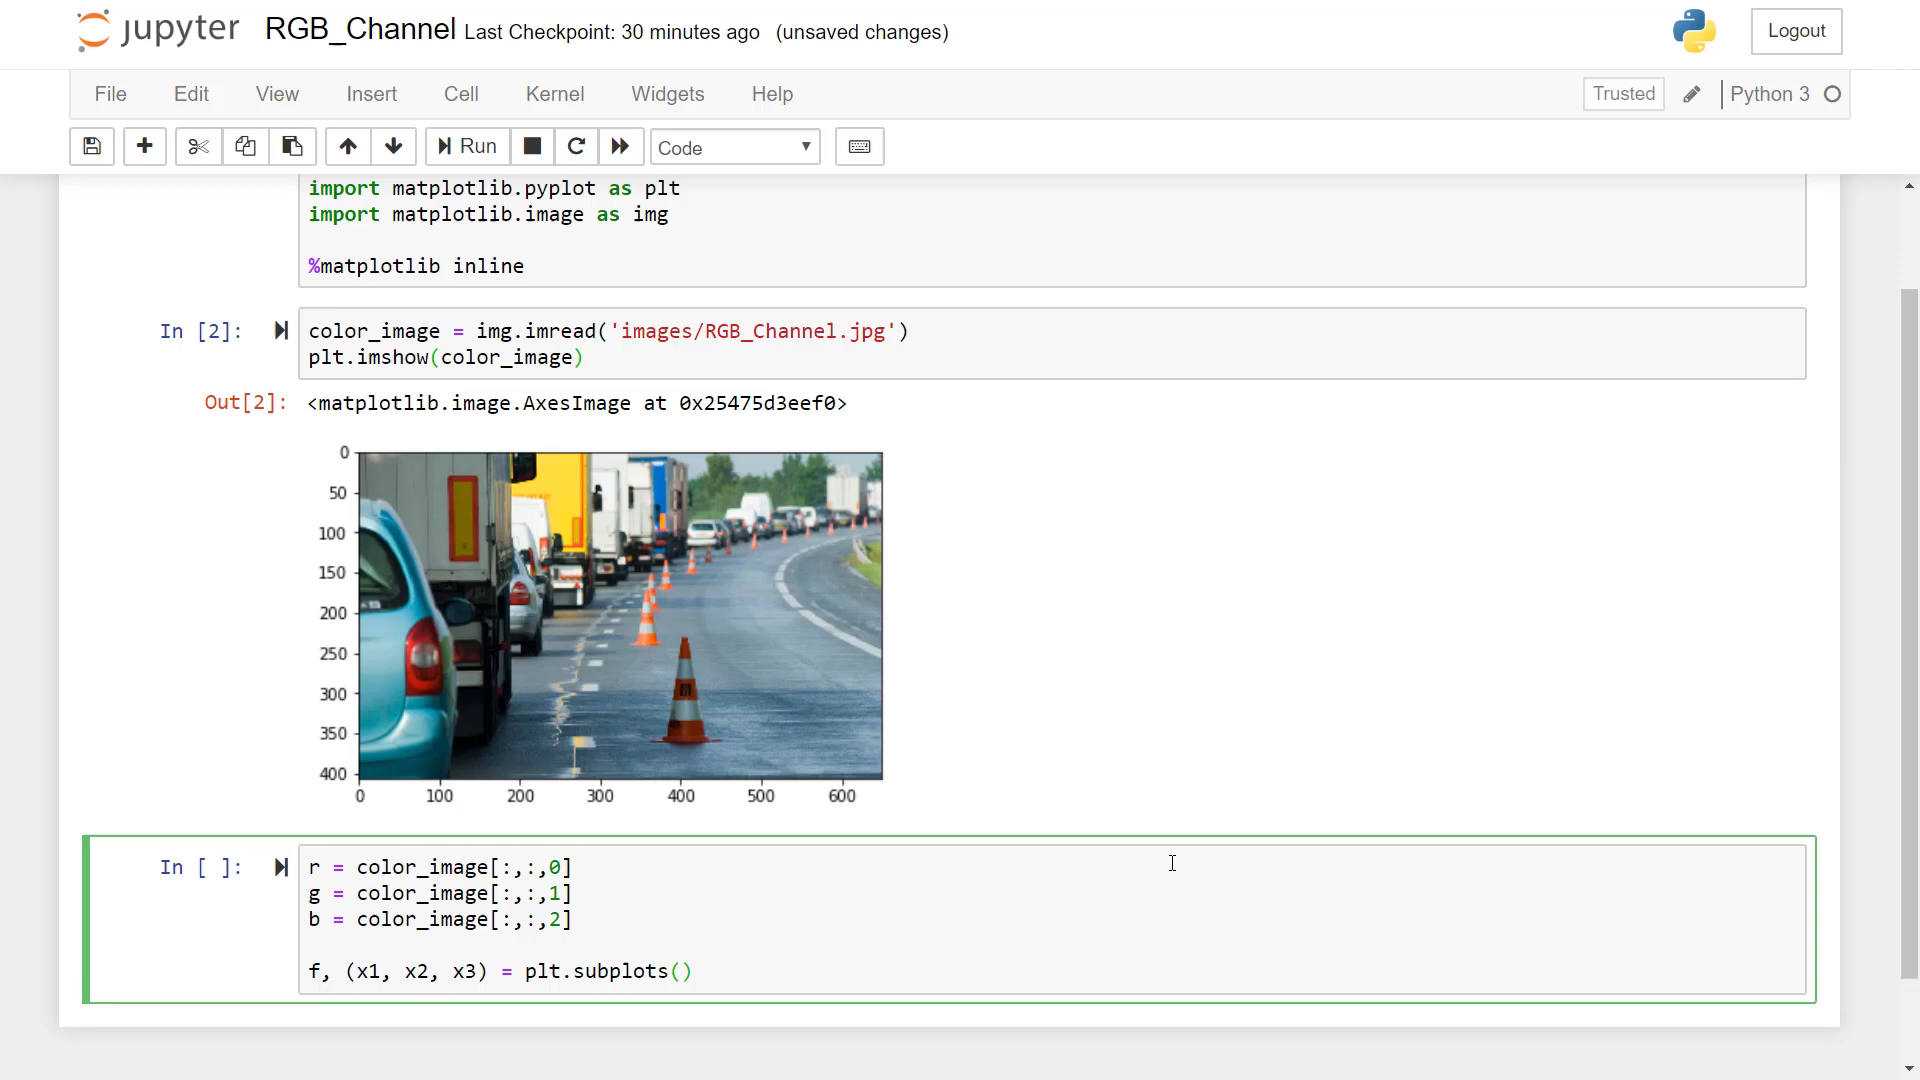 jupyter RGB_Channel Last Checkpoint: 30 minutes ago (unsaved changes)
Logout
File Edit View Insert Cell Kernel Widgets Help
Trusted Python 3
Run Code
import matplotlib.pyplot as plt
import matplotlib.image as img
%matplotlib inline
In [2]:
color_image = img.imread('images/RGB_Channel.jpg')
plt.imshow(color_image)
Out[2]: <matplotlib.image.AxesImage at 0x25475d3eef0>
0
50
100
150
200
250
300
350
400
0 100 200 300 400 500 600
In [ ]:
r = color_image[:,:,0]
g = color_image[:,:,1]
b = color_image[:,:,2]
f, (x1, x2, x3) = plt.subplots()